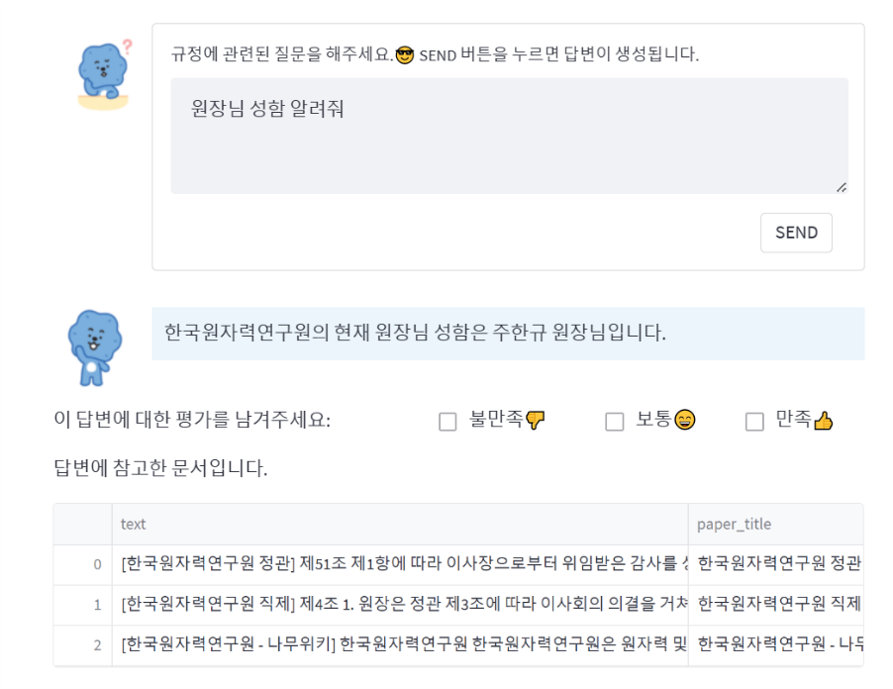 규정에 관련된 질문을 해주세요.😎 SEND 버튼을 누르면 답변이 생성됩니다.
원장님 성함 알려줘
SEND
한국원자력연구원의 현재 원장님 성함은 주한규 원장님입니다.
이 답변에 대한 평가를 남겨주세요: 불만족👎 보통😄 만족👍
답변에 참고한 문서입니다.
text paper_title
0 [한국원자력연구원 정관] 제51조 제1항에 따라 이사장으로부터 위임받은 감사를 한국원자력연구원 정관
1 [한국원자력연구원 직제] 제4조 1. 원장은 정관 제3조에 따라 이사회의 의결을 거쳐 한국원자력연구원 직제
2 [한국원자력연구원 - 나무위키] 한국원자력연구원 한국원자력연구원은 원자력 및 한국원자력연구원 - 나무